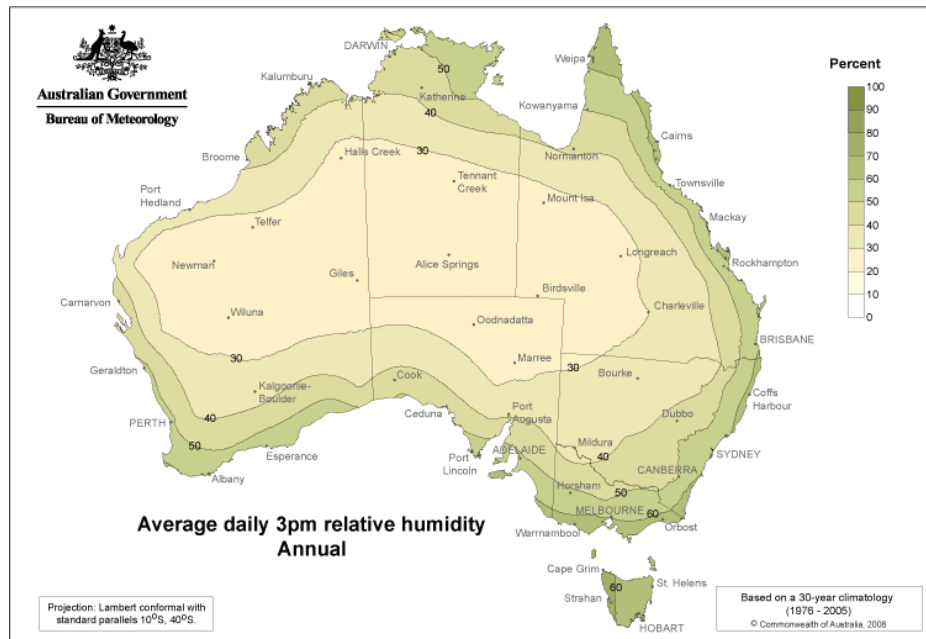 Australian Government
Bureau of Meteorology
DARWIN
Weipa
Percent
Kalumburu
Katherine
Kowanyama
50
40
30
100
90
80
70
60
50
40
30
20
10
0
Broome
Halls Creek
Normanton
Cairns
Port
Hedland
Tennant
Creek
Mount Isa
Townsville
Telfer
Mackay
Newman
Giles
Alice Springs
Longreach
Rockhampton
Carnarvon
Wiluna
Birdsville
Charleville
Oodnadatta
BRISBANE
30
Marree
30
Geraldton
Kalgoorlie-
Boulder
Cook
Bourke
Coffs
Harbour
PERTH
40
Ceduna
Port
Augusta
Dubbo
50
Esperance
Port
Lincoln
ADELAIDE
Mildura
40
SYDNEY
Albany
Horsham
CANBERRA
50
MELBOURNE
60
Orbost
Warrnambool
Average daily 3pm relative humidity
Annual
Cape Grim
60
St. Helens
Strahan
HOBART
Projection: Lambert conformal with
standard parallels 10ºS, 40ºS.
Based on a 30-year climatology
(1976 - 2005)
© Commonwealth of Australia, 2008